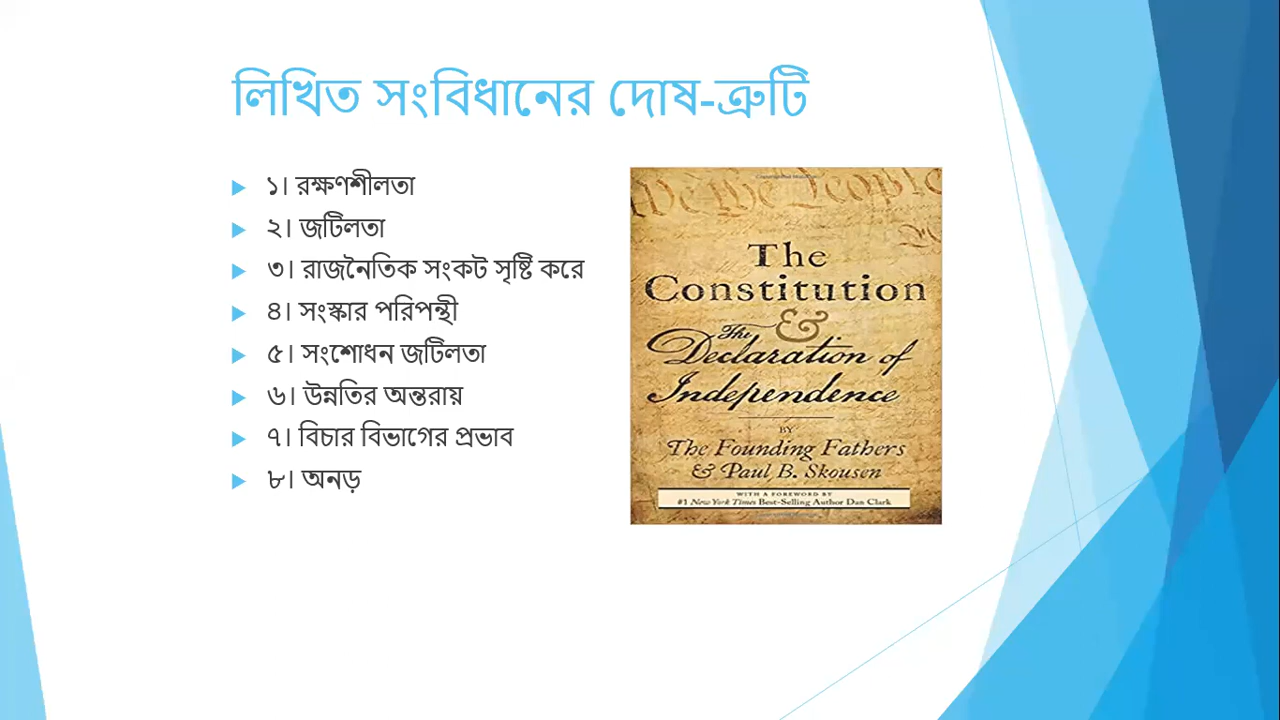 লিখিত সংবিধানের দোষ-ত্রুটি
১। রক্ষণশীলতা
২। জটিলতা
৩। রাজনৈতিক সংকট সৃষ্টি করে
৪। সংস্কার পরিপন্থী
৫। সংশোধন জটিলতা
৬। উন্নতির অন্তরায়
৭। বিচার বিভাগের প্রভাব
৮। অনড়
We the People
The
Constitution
&
The
Declaration of
Independence
BY
The Founding Fathers
& Paul B. Skousen
WITH A FOREWORD BY
#1 New York Times Best-Selling Author Dan Clark